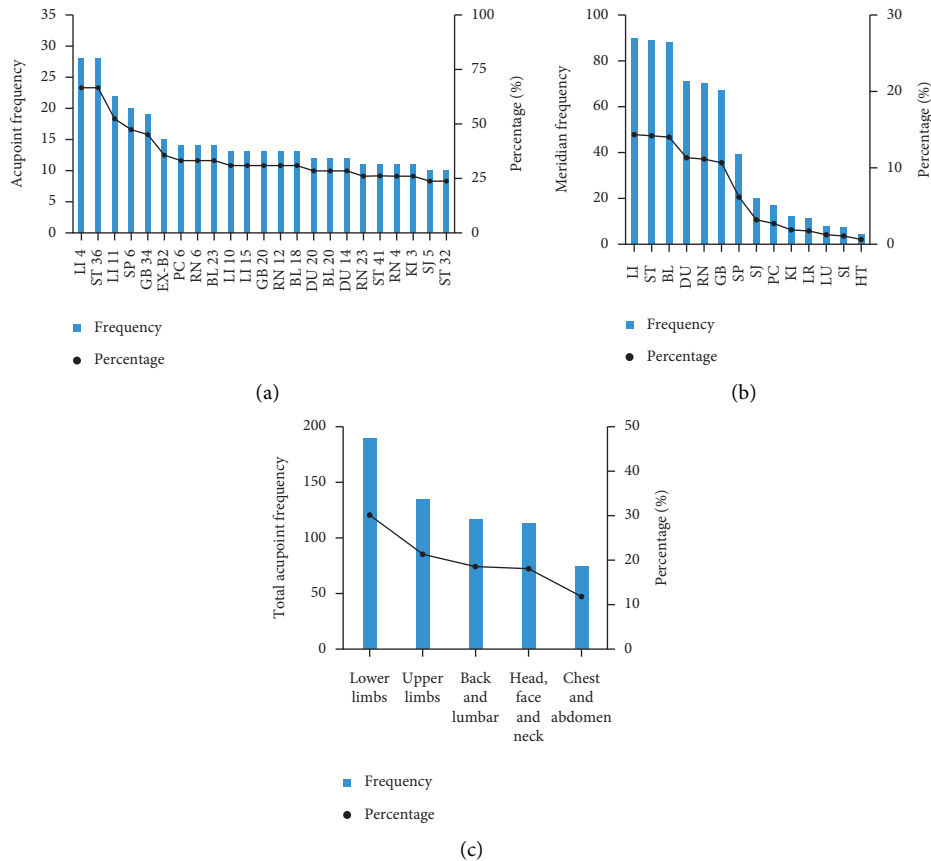 35
30
25
20
15
10
5
0
Acupoint frequency
100
75
50
25
0
Percentage (%)
LI 4
ST 36
LI 11
SP 6
GB 34
EX-B2
PC 6
RN 6
BL 23
LI 10
LI 15
GB 20
RN 12
BL 18
DU 20
BL 20
DU 14
RN 23
ST 41
RN 4
KI 3
SJ 5
ST 32
Frequency
Percentage
(a)
100
80
60
40
20
0
Meridian frequency
30
20
10
0
Percentage (%)
LI
ST
BL
DU
RN
GB
SP
SJ
PC
KI
LR
LU
SI
HT
Frequency
Percentage
(b)
200
150
100
50
0
Total acupoint frequency
50
40
30
20
10
0
Percentage (%)
Lower
limbs
Upper
limbs
Back
and
lumbar
Head,
face
and
neck
Chest
and
abdomen
Frequency
Percentage
(c)